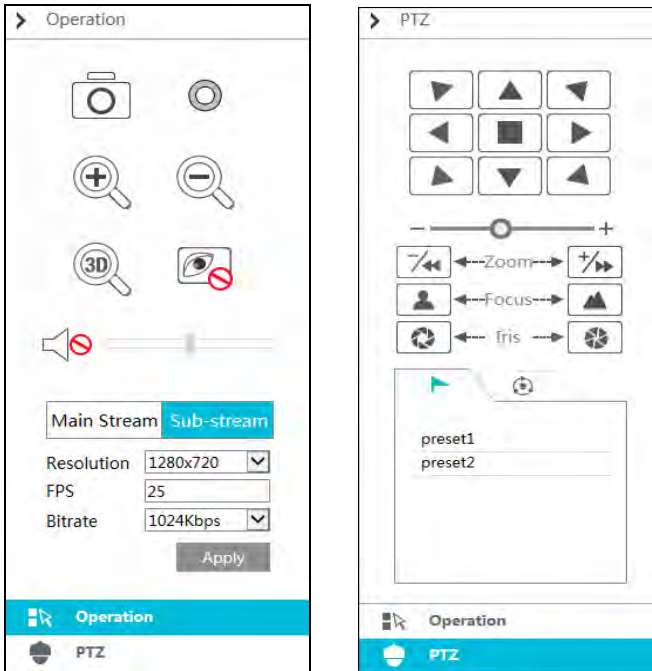 Operation
3D
Main Stream Sub-stream
Resolution 1280x720
FPS 25
Bitrate 1024Kbps
Apply
Operation
PTZ
PTZ
- +
−/◀◀ Zoom +/▶▶
Focus
Iris
preset1
preset2
Operation
PTZ